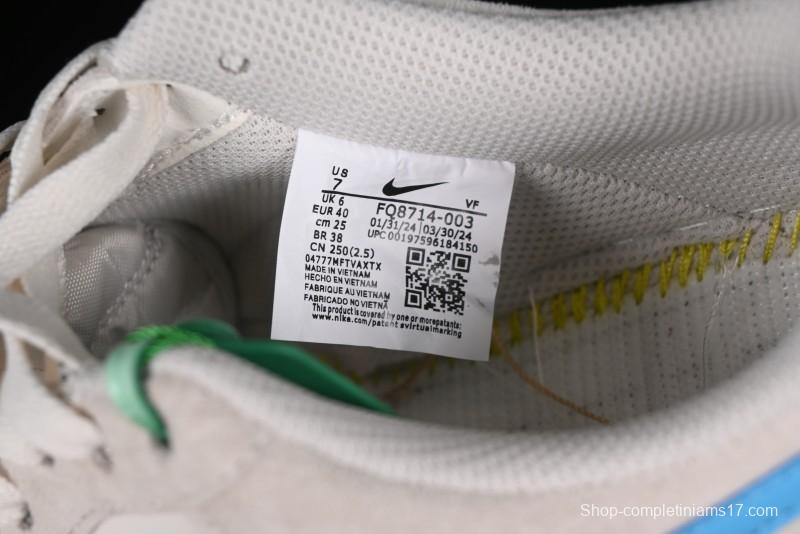 US
7
VF
UK 6
FQ8714-003
EUR 40
01/31/24 03/30/24
cm 25
UPC 00197596184150
BR 38
CN 250(2.5)
04777MFTVAXTX
MADE IN VIETNAM
HECHO EN VIETNAM
FABRIQUE AU VIETNAM
FABRICADO NO VIETNÃ
This product is covered by one or more patents:
www.nike.com/patent svirtualmarking
Shop-completiniams17.com